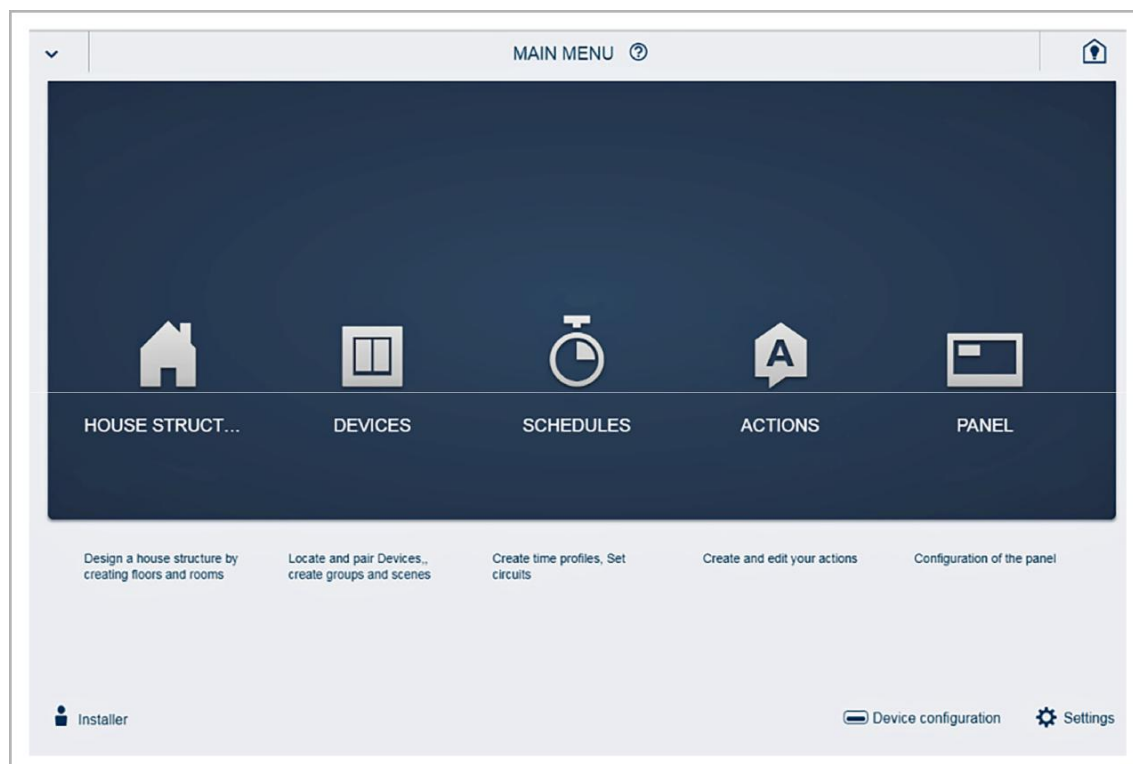 MAIN MENU ?
A
HOUSE STRUCT...
DEVICES
SCHEDULES
ACTIONS
PANEL
Design a house structure by
creating floors and rooms
Locate and pair Devices,,
create groups and scenes
Create time profiles, Set
circuits
Create and edit your actions
Configuration of the panel
Installer
Device configuration
Settings